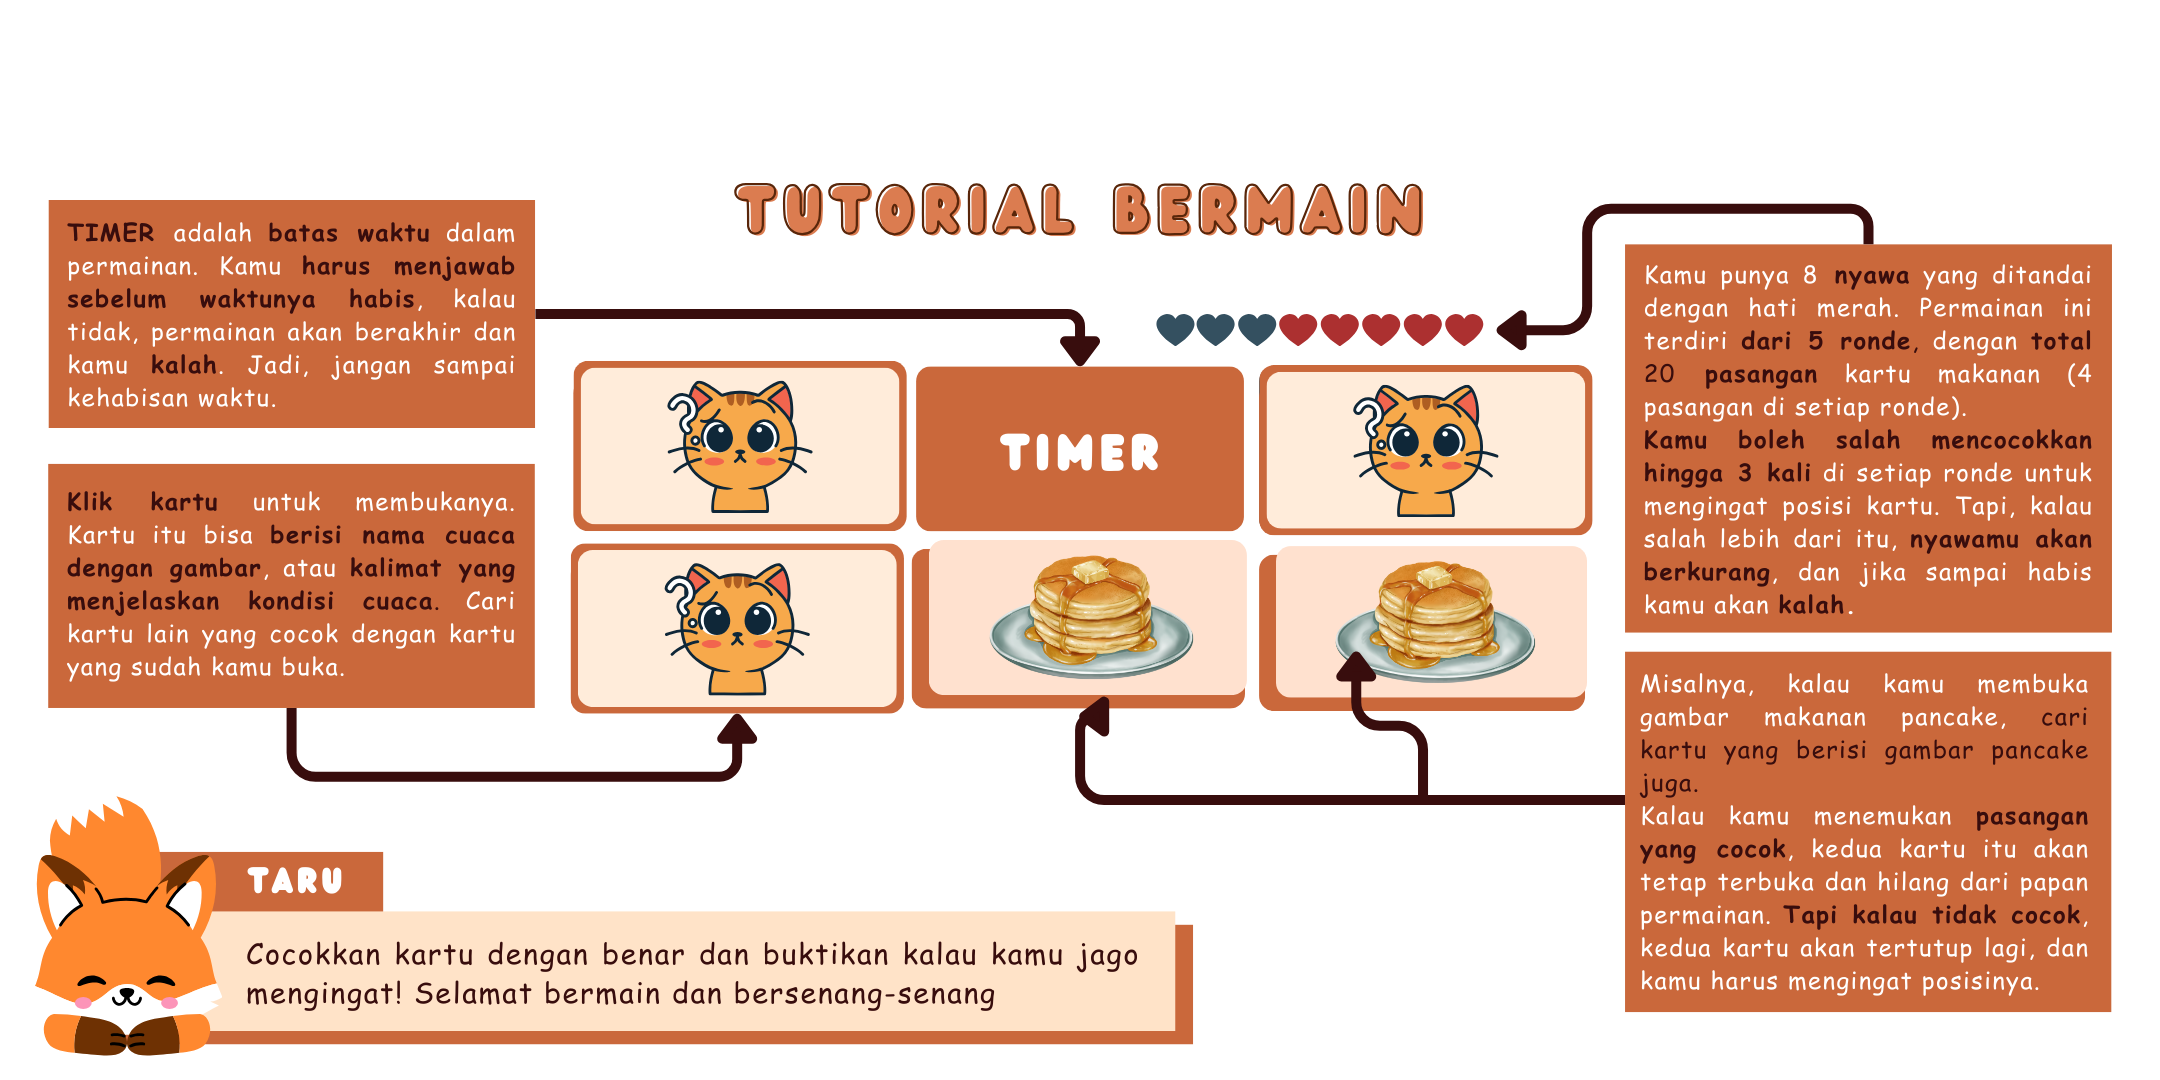 TUTORIAL BERMAIN
TIMER adalah batas waktu dalam
permainan. Kamu harus menjawab
sebelum waktunya habis, kalau
tidak, permainan akan berakhir dan
kamu kalah. Jadi, jangan sampai
kehabisan waktu.
Klik kartu untuk membukanya.
Kartu itu bisa berisi nama cuaca
dengan gambar, atau kalimat yang
menjelaskan kondisi cuaca. Cari
kartu lain yang cocok dengan kartu
yang sudah kamu buka.
TIMER
Kamu punya 8 nyawa yang ditandai
dengan hati merah. Permainan ini
terdiri dari 5 ronde, dengan total
20 pasangan kartu makanan (4
pasangan di setiap ronde).
Kamu boleh salah mencocokkan
hingga 3 kali di setiap ronde untuk
mengingat posisi kartu. Tapi, kalau
salah lebih dari itu, nyawamu akan
berkurang, dan jika sampai habis
kamu akan kalah.
Misalnya, kalau kamu membuka
gambar makanan pancake, cari
kartu yang berisi gambar pancake
juga.
Kalau kamu menemukan pasangan
yang cocok, kedua kartu itu akan
tetap terbuka dan hilang dari papan
permainan. Tapi kalau tidak cocok,
kedua kartu akan tertutup lagi, dan
kamu harus mengingat posisinya.
TARU
Cocokkan kartu dengan benar dan buktikan kalau kamu jago
mengingat! Selamat bermain dan bersenang-senang